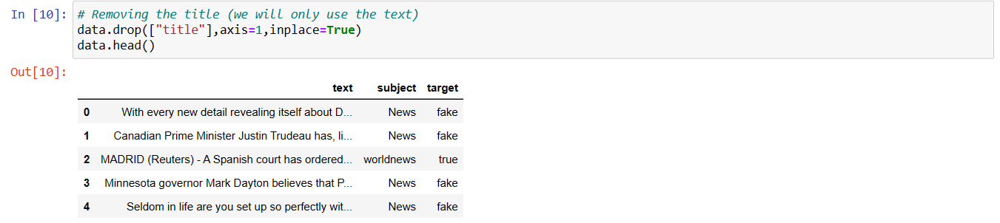 In [10]: # Removing the title (we will only use the text)
data.drop(["title"],axis=1,inplace=True)
data.head()
Out[10]:
text subject target
0 With every new detail revealing itself about D... News fake
1 Canadian Prime Minister Justin Trudeau has, li... News fake
2 MADRID (Reuters) - A Spanish court has ordered... worldnews true
3 Minnesota governor Mark Dayton believes that P... News fake
4 Seldom in life are you set up so perfectly wit... News fake